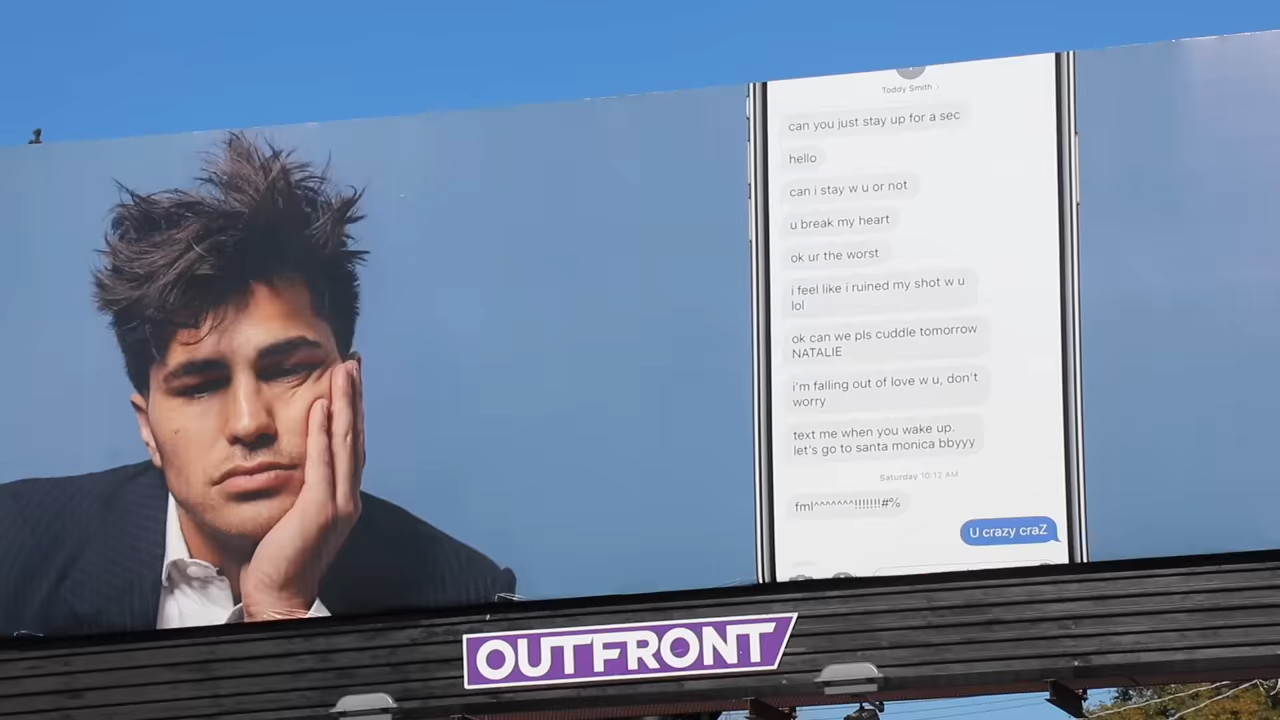 Toddy Smith
can you just stay up for a sec
hello
can i stay w u or not
u break my heart
ok ur the worst
i feel like i ruined my shot w u
lol
ok can we pls cuddle tomorrow
NATALIE
i'm falling out of love w u, don't
worry
text me when you wake up.
let's go to santa monica bbyyy
Saturday 10:12 AM
fml^^^^^^^!!!!!!!#%
U crazy craZ
OUTFRONT